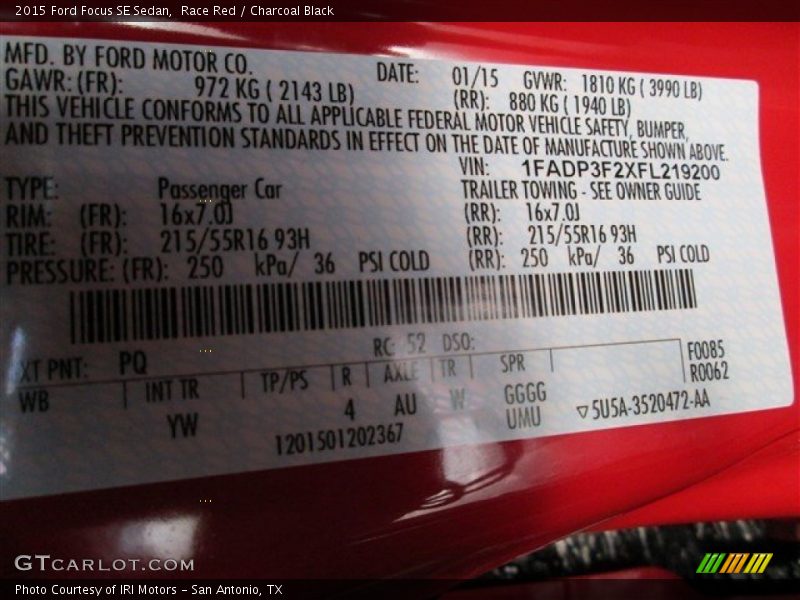 2015 Ford Focus SE Sedan, Race Red / Charcoal Black
MFD. BY FORD MOTOR CO. DATE: 01/15 GVWR: 1810 KG ( 3990 LB)
GAWR: (FR): 972 KG ( 2143 LB) (RR): 880 KG ( 1940 LB)
THIS VEHICLE CONFORMS TO ALL APPLICABLE FEDERAL MOTOR VEHICLE SAFETY, BUMPER,
AND THEFT PREVENTION STANDARDS IN EFFECT ON THE DATE OF MANUFACTURE SHOWN ABOVE.
VIN: 1FADP3F2XFL219200
TYPE: Passenger Car TRAILER TOWING - SEE OWNER GUIDE
RIM: (FR): 16x7.0J (RR): 16x7.0J
TIRE: (FR): 215/55R16 93H (RR): 215/55R16 93H
PRESSURE: (FR): 250 kPa/ 36 PSI COLD (RR): 250 kPa/ 36 PSI COLD
XT PNT: PQ RC: 52 DSO: F0085
WB INT TR TP/PS R AXLE TR SPR R0062
YW 4 AU W GGGG
UMU ▽5U5A-3520472-AA
1201501202367
GTCARLOT.COM
Photo Courtesy of IRI Motors - San Antonio, TX